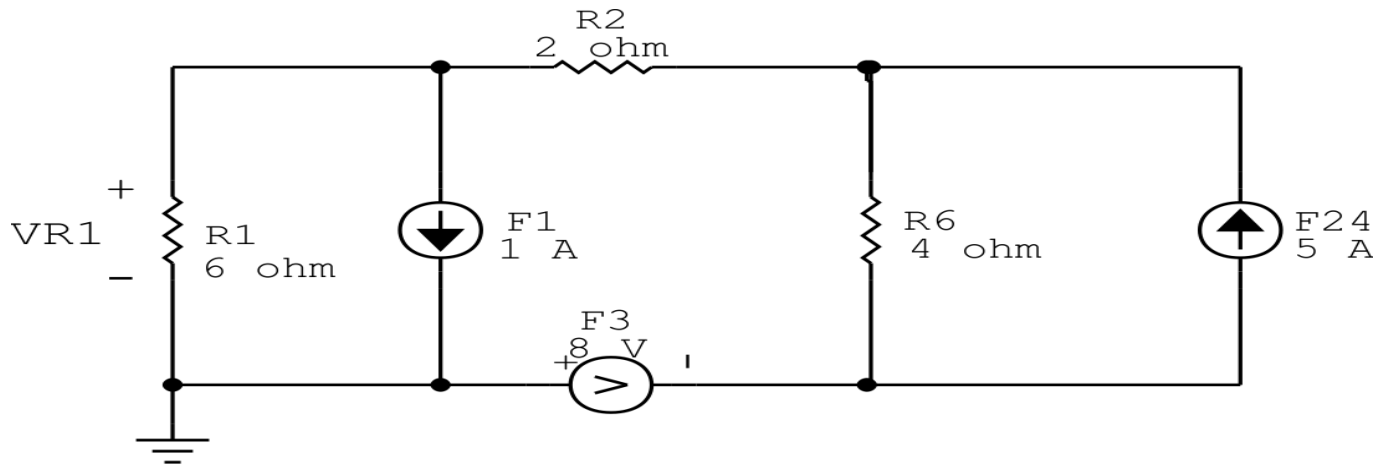 R2
2 ohm
+
VR1
−
R1
6 ohm
F1
1 A
R6
4 ohm
F24
5 A
F3
8 V
+
-
V